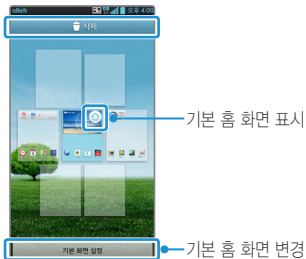 olleh 오후 4:00
삭제
기본 홈 화면 표시
기본 화면 설정
기본 홈 화면 변경